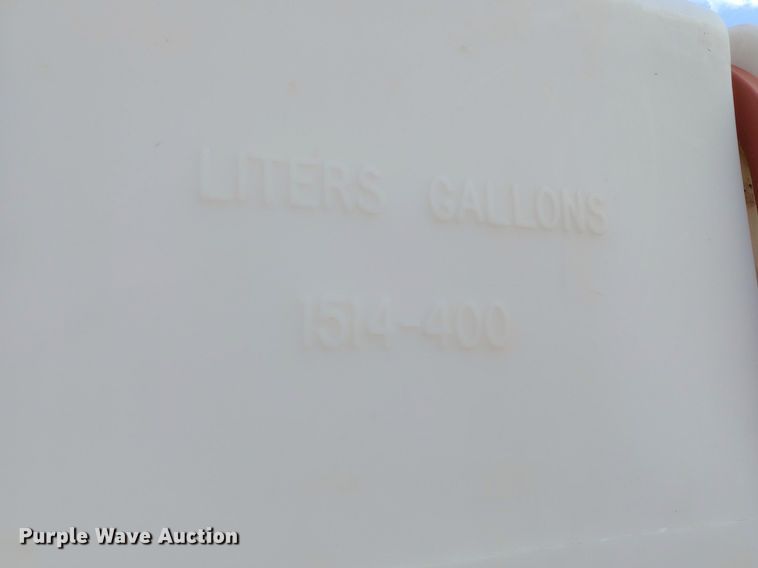 LITERS GALLONS
1514-400
Purple Wave Auction